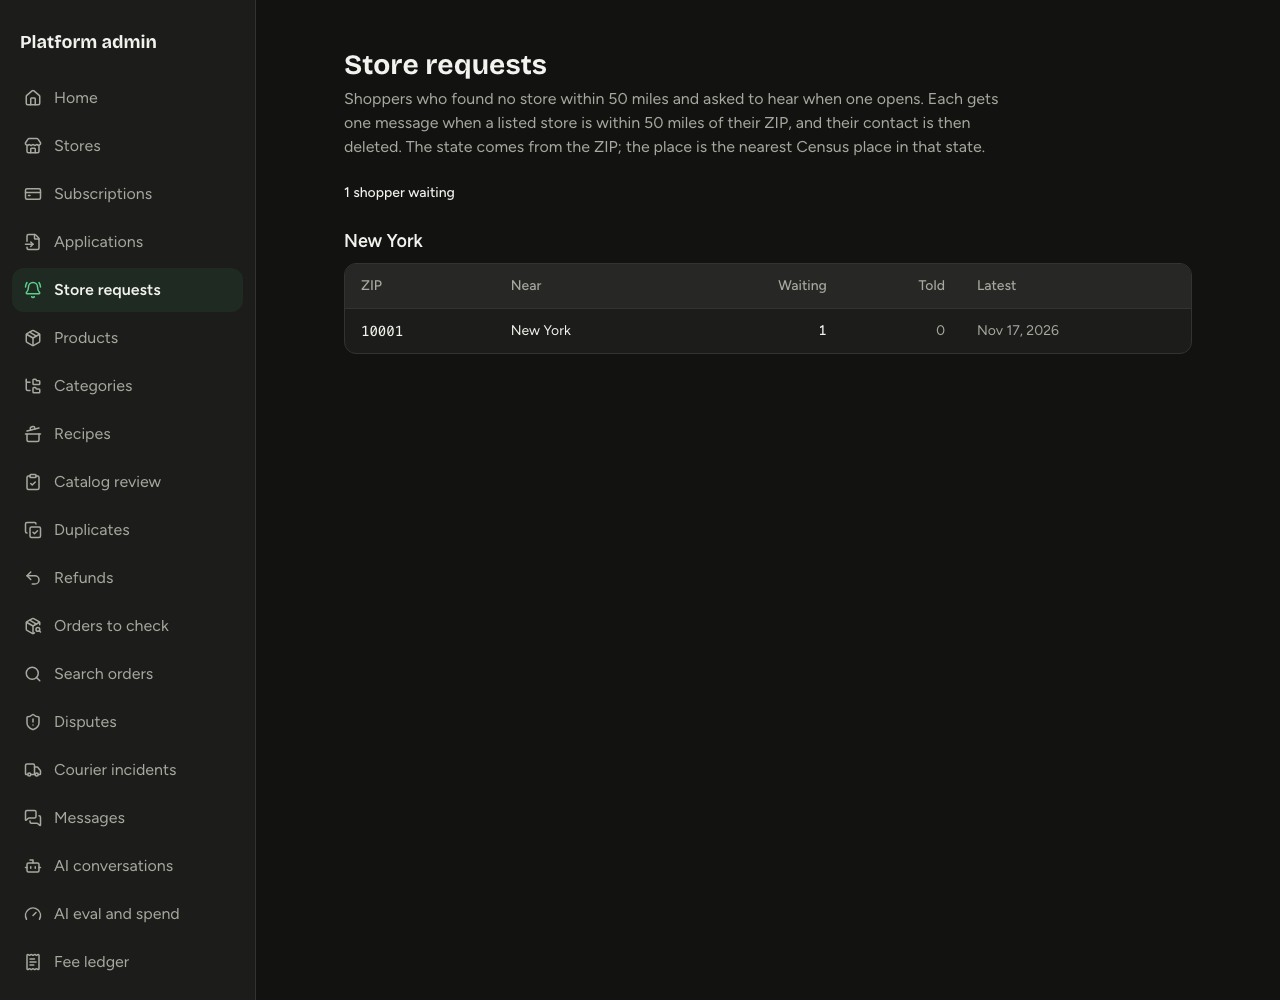 Platform admin
Home
Stores
Subscriptions
Applications
Store requests
Products
Categories
Recipes
Catalog review
Duplicates
Refunds
Orders to check
Search orders
Disputes
Courier incidents
Messages
AI conversations
AI eval and spend
Fee ledger
Store requests
Shoppers who found no store within 50 miles and asked to hear when one opens. Each gets
one message when a listed store is within 50 miles of their ZIP, and their contact is then
deleted. The state comes from the ZIP; the place is the nearest Census place in that state.
1 shopper waiting
New York
ZIP Near Waiting Told Latest
10001 New York 1 0 Nov 17, 2026